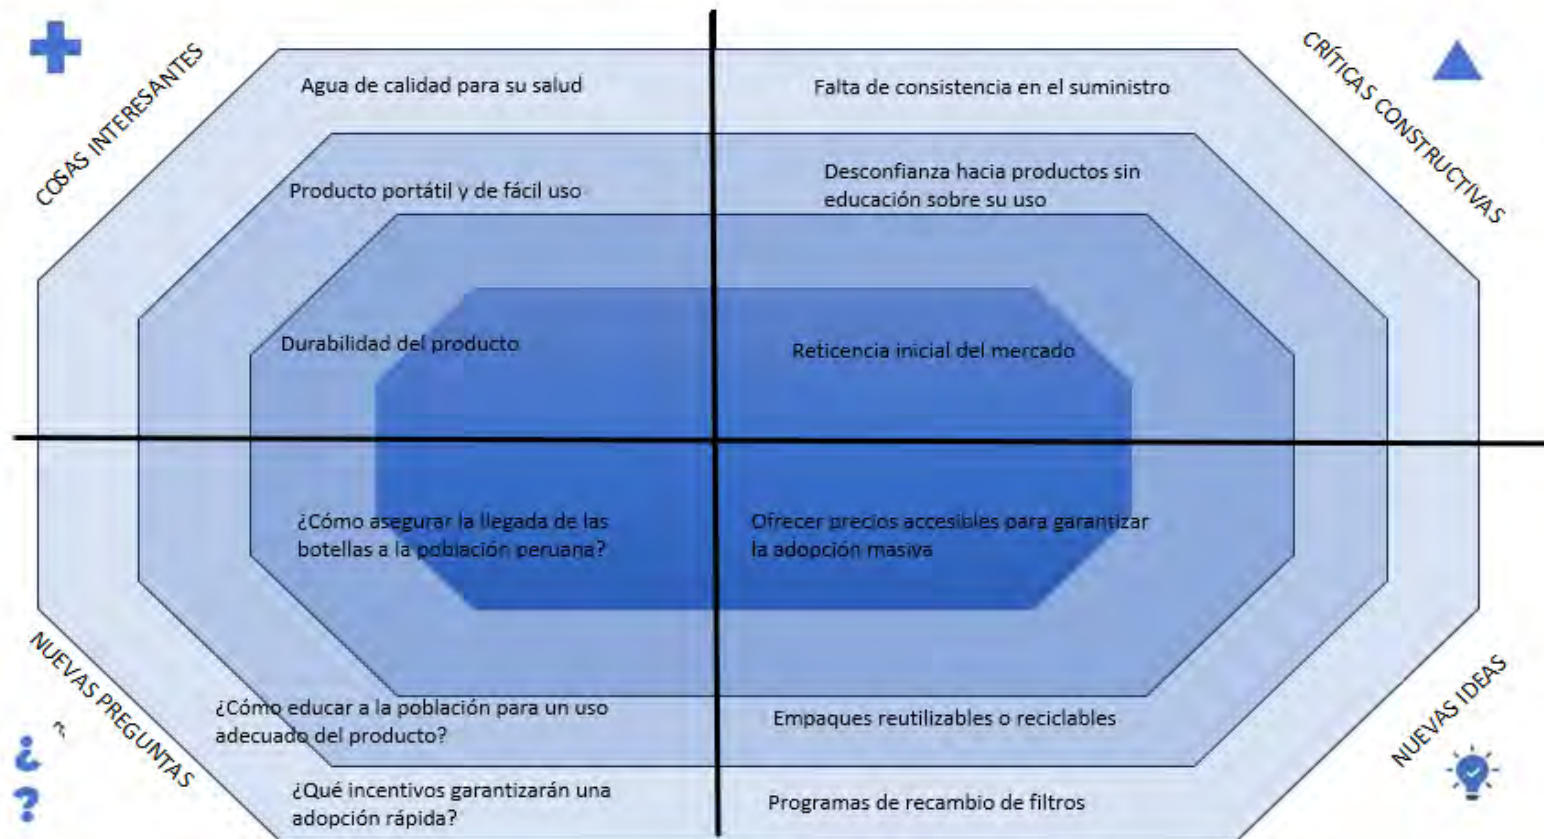 COSAS INTERESANTES
Agua de calidad para su salud
Producto portátil y de fácil uso
Durabilidad del producto
CRÍTICAS CONSTRUCTIVAS
Falta de consistencia en el suministro
Desconfianza hacia productos sin
educación sobre su uso
Reticencia inicial del mercado
NUEVAS PREGUNTAS
¿Cómo asegurar la llegada de las
botellas a la población peruana?
¿Cómo educar a la población para un uso
adecuado del producto?
¿Qué incentivos garantizarán una
adopción rápida?
¿
?
NUEVAS IDEAS
Ofrecer precios accesibles para garantizar
la adopción masiva
Empaques reutilizables o reciclables
Programas de recambio de filtros